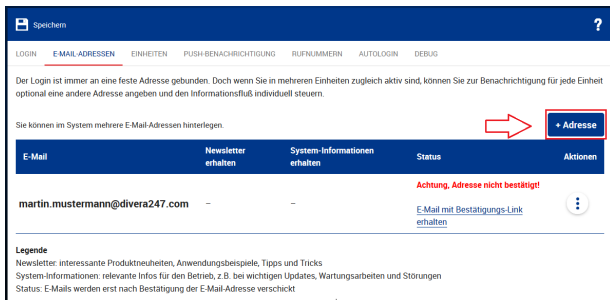 Speichern
?
LOGIN E-MAIL-ADRESSEN EINHEITEN PUSH-BENACHRICHTIGUNG RUFNUMMERN AUTOLOGIN DEBUG
Der Login ist immer an eine feste Adresse gebunden. Doch wenn Sie in mehreren Einheiten zugleich aktiv sind, können Sie zur Benachrichtigung für jede Einheit
optional eine andere Adresse angeben und den Informationsfluß individuell steuern.
Sie können im System mehrere E-Mail-Adressen hinterlegen.
+ Adresse
E-Mail Newsletter erhalten System-Informationen erhalten Status Aktionen
Achtung, Adresse nicht bestätigt!
martin.mustermann@divera247.com – –
E-Mail mit Bestätigungs-Link
erhalten
Legende
Newsletter: interessante Produktneuheiten, Anwendungsbeispiele, Tipps und Tricks
System-Informationen: relevante Infos für den Betrieb, z.B. bei wichtigen Updates, Wartungsarbeiten und Störungen
Status: E-Mails werden erst nach Bestätigung der E-Mail-Adresse verschickt